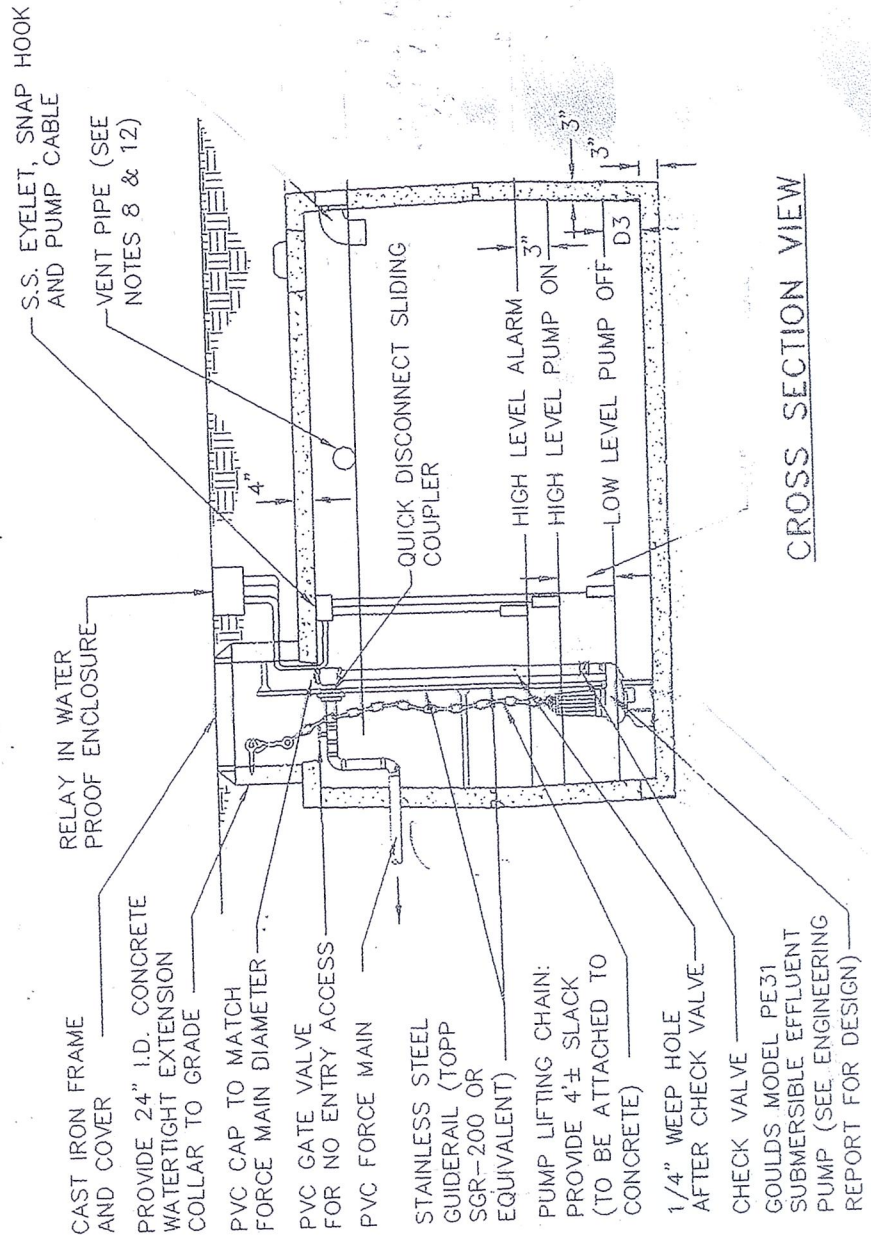 S.S. EYELET, SNAP HOOK
AND PUMP CABLE
VENT PIPE (SEE
NOTES 8 & 12)
RELAY IN WATER
PROOF ENCLOSURE
CAST IRON FRAME
AND COVER
PROVIDE 24" I.D. CONCRETE
WATERTIGHT EXTENSION
COLLAR TO GRADE
PVC CAP TO MATCH
FORCE MAIN DIAMETER
PVC GATE VALVE
FOR NO ENTRY ACCESS
PVC FORCE MAIN
STAINLESS STEEL
GUIDERAIL (TOPP
SGR-200 OR
EQUIVALENT)
PUMP LIFTING CHAIN:
PROVIDE 4'± SLACK
(TO BE ATTACHED TO
CONCRETE)
1/4" WEEP HOLE
AFTER CHECK VALVE
CHECK VALVE
GOULDS MODEL PE31
SUBMERSIBLE EFFLUENT
PUMP (SEE ENGINEERING
REPORT FOR DESIGN)
4"
QUICK DISCONNECT SLIDING
COUPLER
HIGH LEVEL ALARM
3"
HIGH LEVEL PUMP ON
LOW LEVEL PUMP OFF
D3
3"
3"
CROSS SECTION VIEW